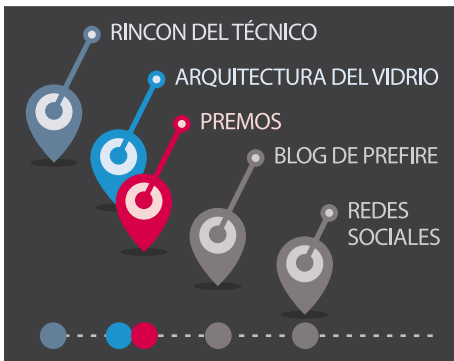 RINCON DEL TÉCNICO
ARQUITECTURA DEL VIDRIO
PREMOS
BLOG DE PREFIRE
REDES
SOCIALES